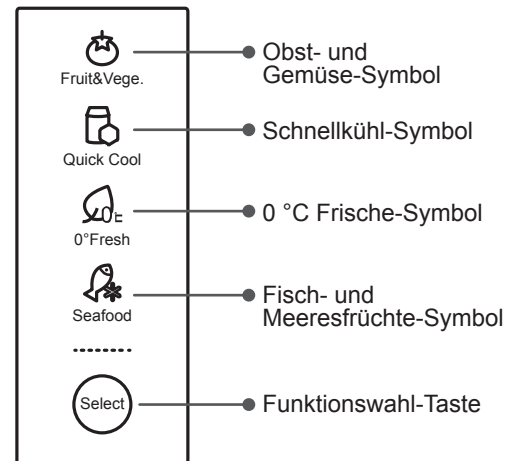 Fruit&Vege.
Obst- und
Gemüse-Symbol
Quick Cool
Schnellkühl-Symbol
0°Fresh
0 °C Frische-Symbol
Seafood
Fisch- und
Meeresfrüchte-Symbol
Select
Funktionswahl-Taste